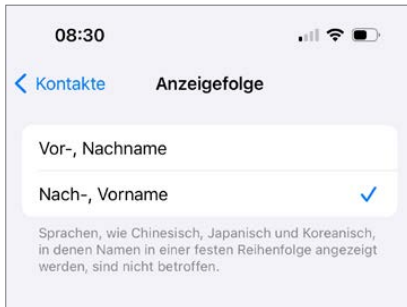 08:30
Kontakte
Anzeigefolge
Vor-, Nachname
Nach-, Vorname
Sprachen, wie Chinesisch, Japanisch und Koreanisch,
in denen Namen in einer festen Reihenfolge angezeigt
werden, sind nicht betroffen.